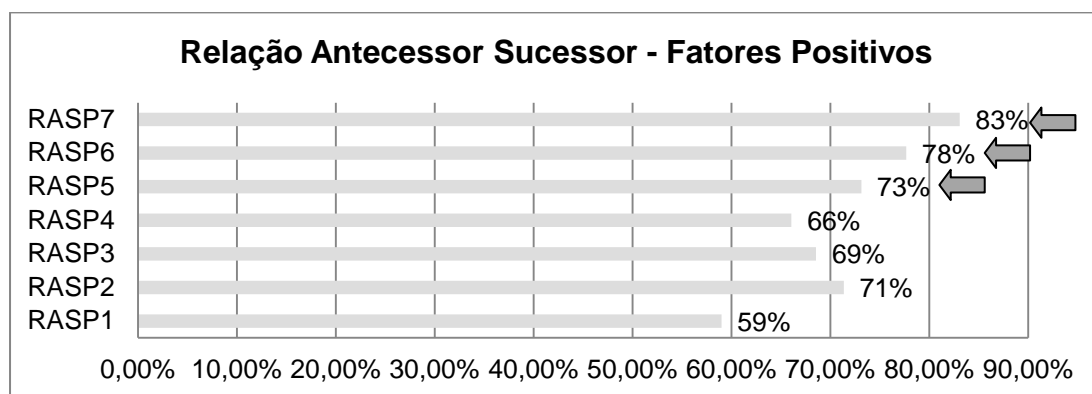 Relação Antecessor Sucessor - Fatores Positivos
RASP7 83%
RASP6 78%
RASP5 73%
RASP4 66%
RASP3 69%
RASP2 71%
RASP1 59%
0,00% 10,00% 20,00% 30,00% 40,00% 50,00% 60,00% 70,00% 80,00% 90,00%